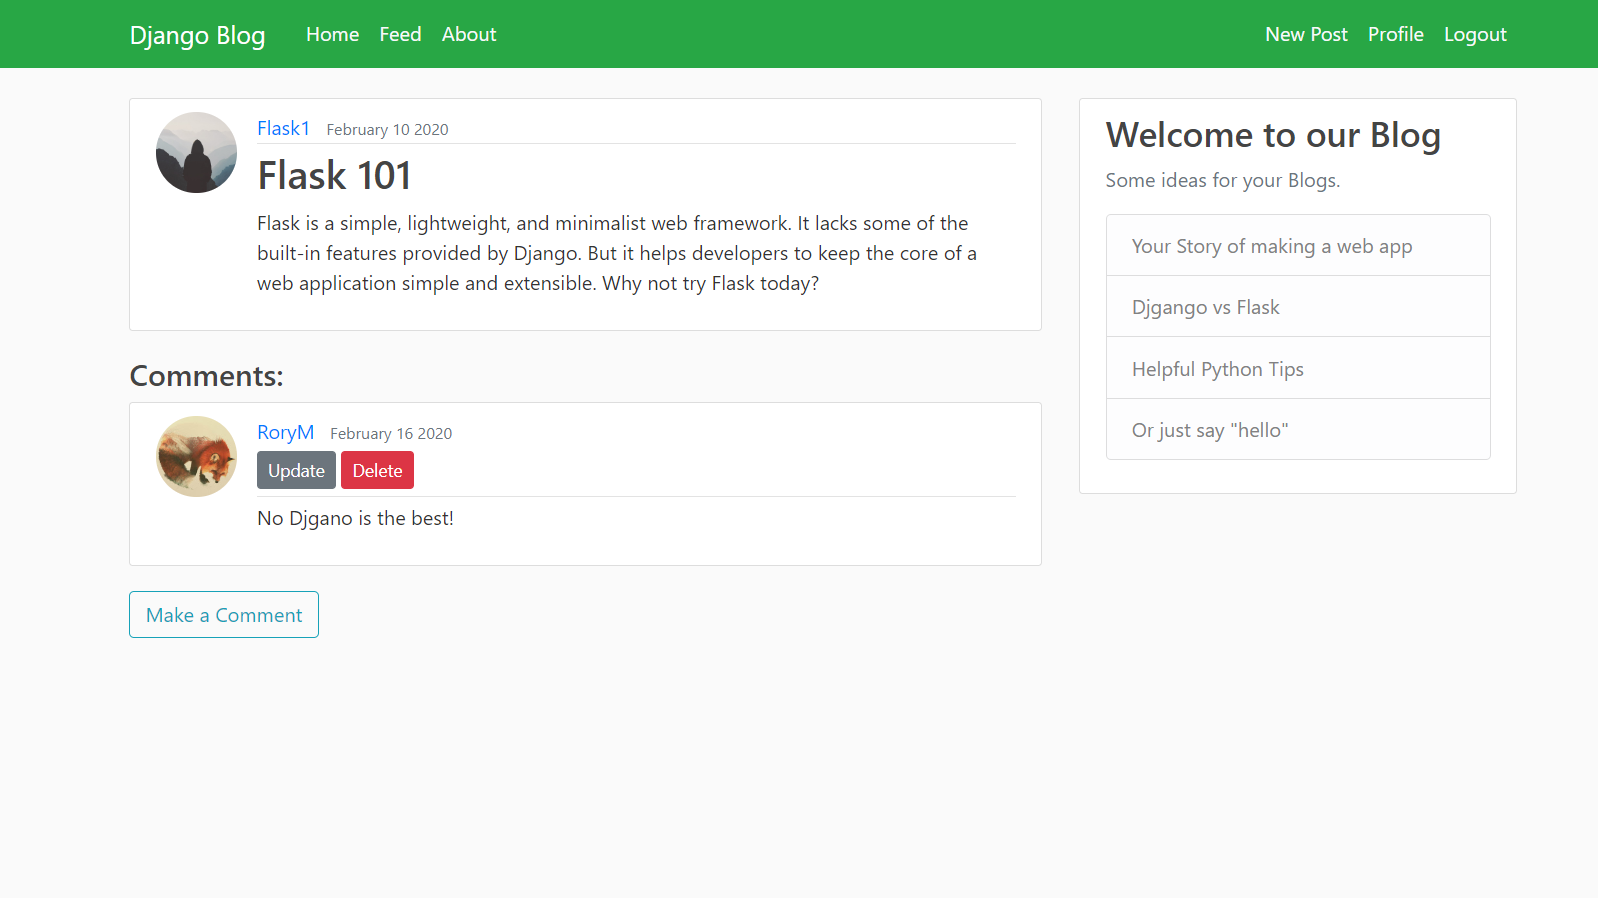 Django Blog Home Feed About New Post Profile Logout
Flask1 February 10 2020
Flask 101
Flask is a simple, lightweight, and minimalist web framework. It lacks some of the
built-in features provided by Django. But it helps developers to keep the core of a
web application simple and extensible. Why not try Flask today?
Comments:
RoryM February 16 2020
Update Delete
No Djgano is the best!
Make a Comment
Welcome to our Blog
Some ideas for your Blogs.
Your Story of making a web app
Djgango vs Flask
Helpful Python Tips
Or just say "hello"